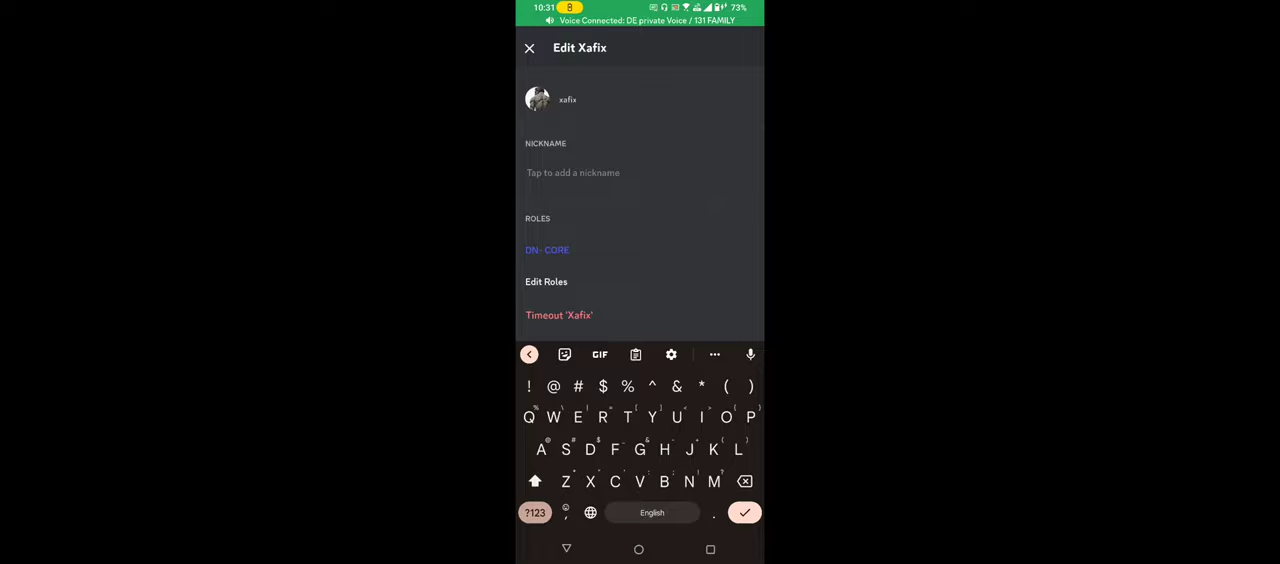 10:31 73%
Voice Connected: DE private Voice / 131 FAMILY
Edit Xafix
xafix
NICKNAME
Tap to add a nickname
ROLES
DN- CORE
Edit Roles
Timeout 'Xafix'
GIF
! @ # $ % ^ & * ( )
Q W E R T Y U I O P
A S D F G H J K L
Z X C V B N M
?123 , English .